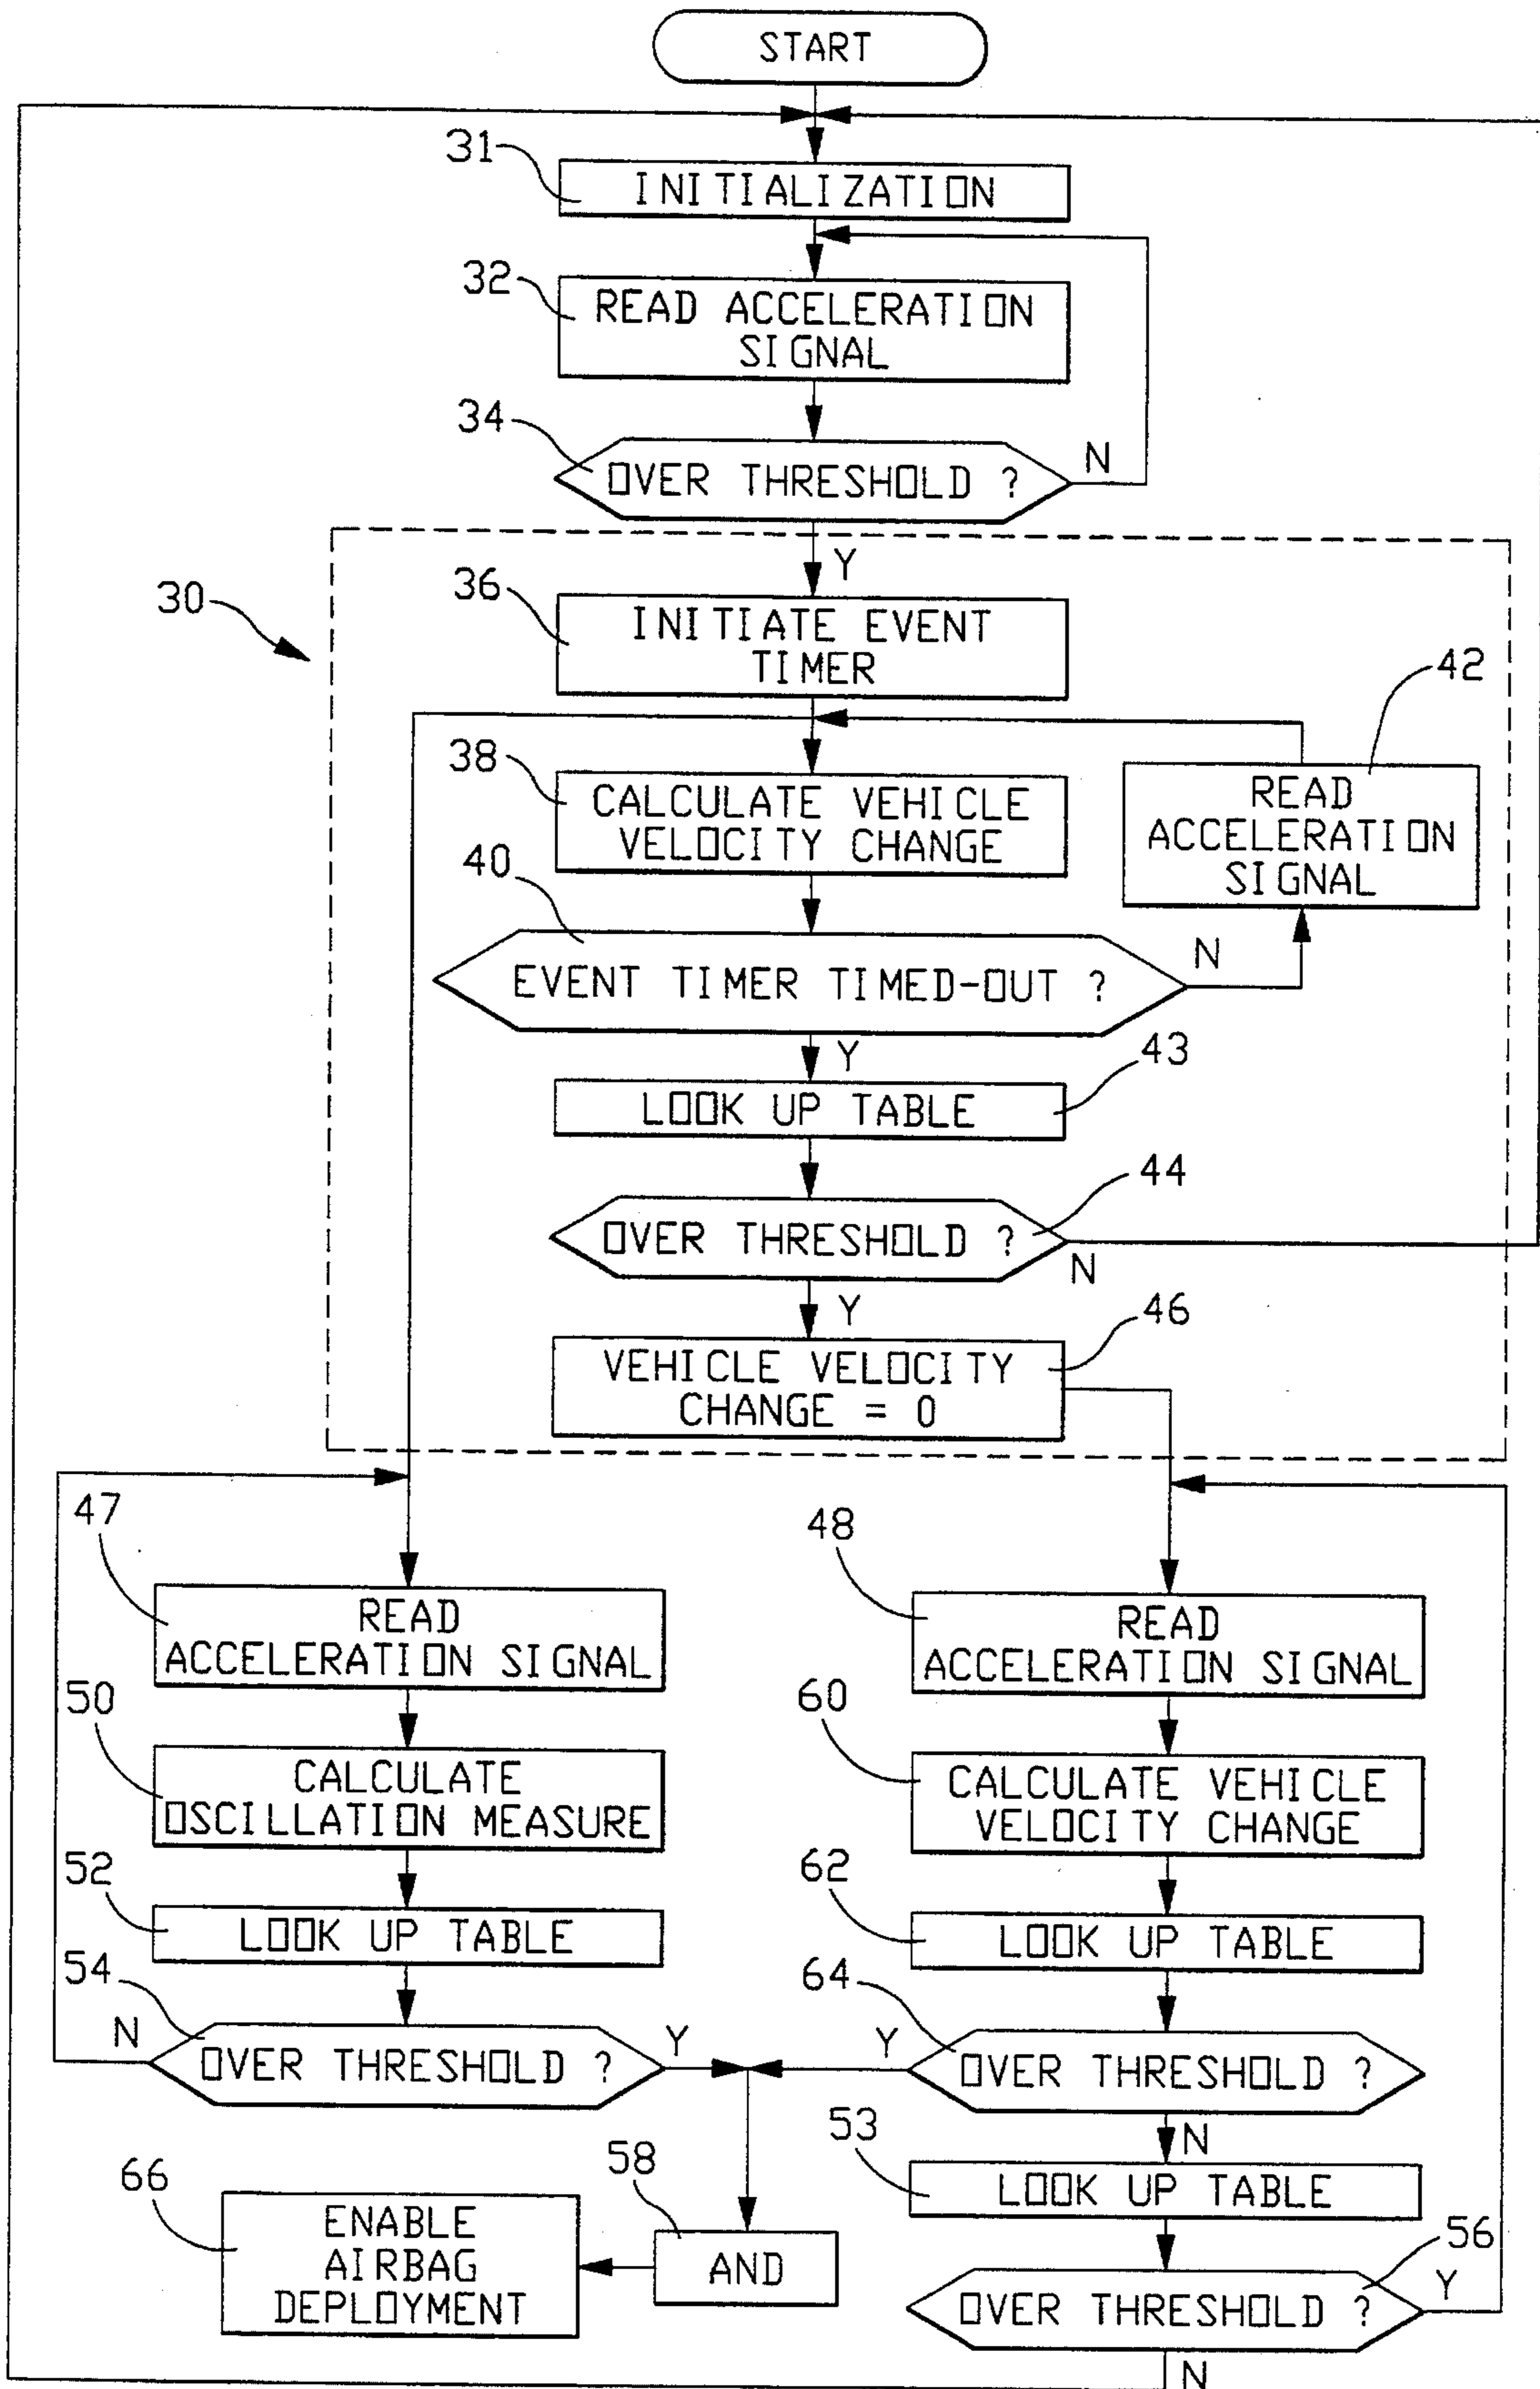 START
31
INITIALIZATION
32
READ ACCELERATION
SIGNAL
34
OVER THRESHOLD ?
N
Y
30
36
INITIATE EVENT
TIMER
42
38
CALCULATE VEHICLE
VELOCITY CHANGE
READ
ACCELERATION
SIGNAL
40
EVENT TIMER TIMED-OUT ?
N
Y
43
LOOK UP TABLE
44
OVER THRESHOLD ?
N
Y
46
VEHICLE VELOCITY
CHANGE = 0
47
READ
ACCELERATION SIGNAL
50
CALCULATE
OSCILLATION MEASURE
52
LOOK UP TABLE
54
N
OVER THRESHOLD ?
Y
48
READ
ACCELERATION SIGNAL
60
CALCULATE VEHICLE
VELOCITY CHANGE
62
LOOK UP TABLE
64
Y
OVER THRESHOLD ?
N
53
LOOK UP TABLE
56
OVER THRESHOLD ?
Y
N
58
AND
66
ENABLE
AIRBAG
DEPLOYMENT